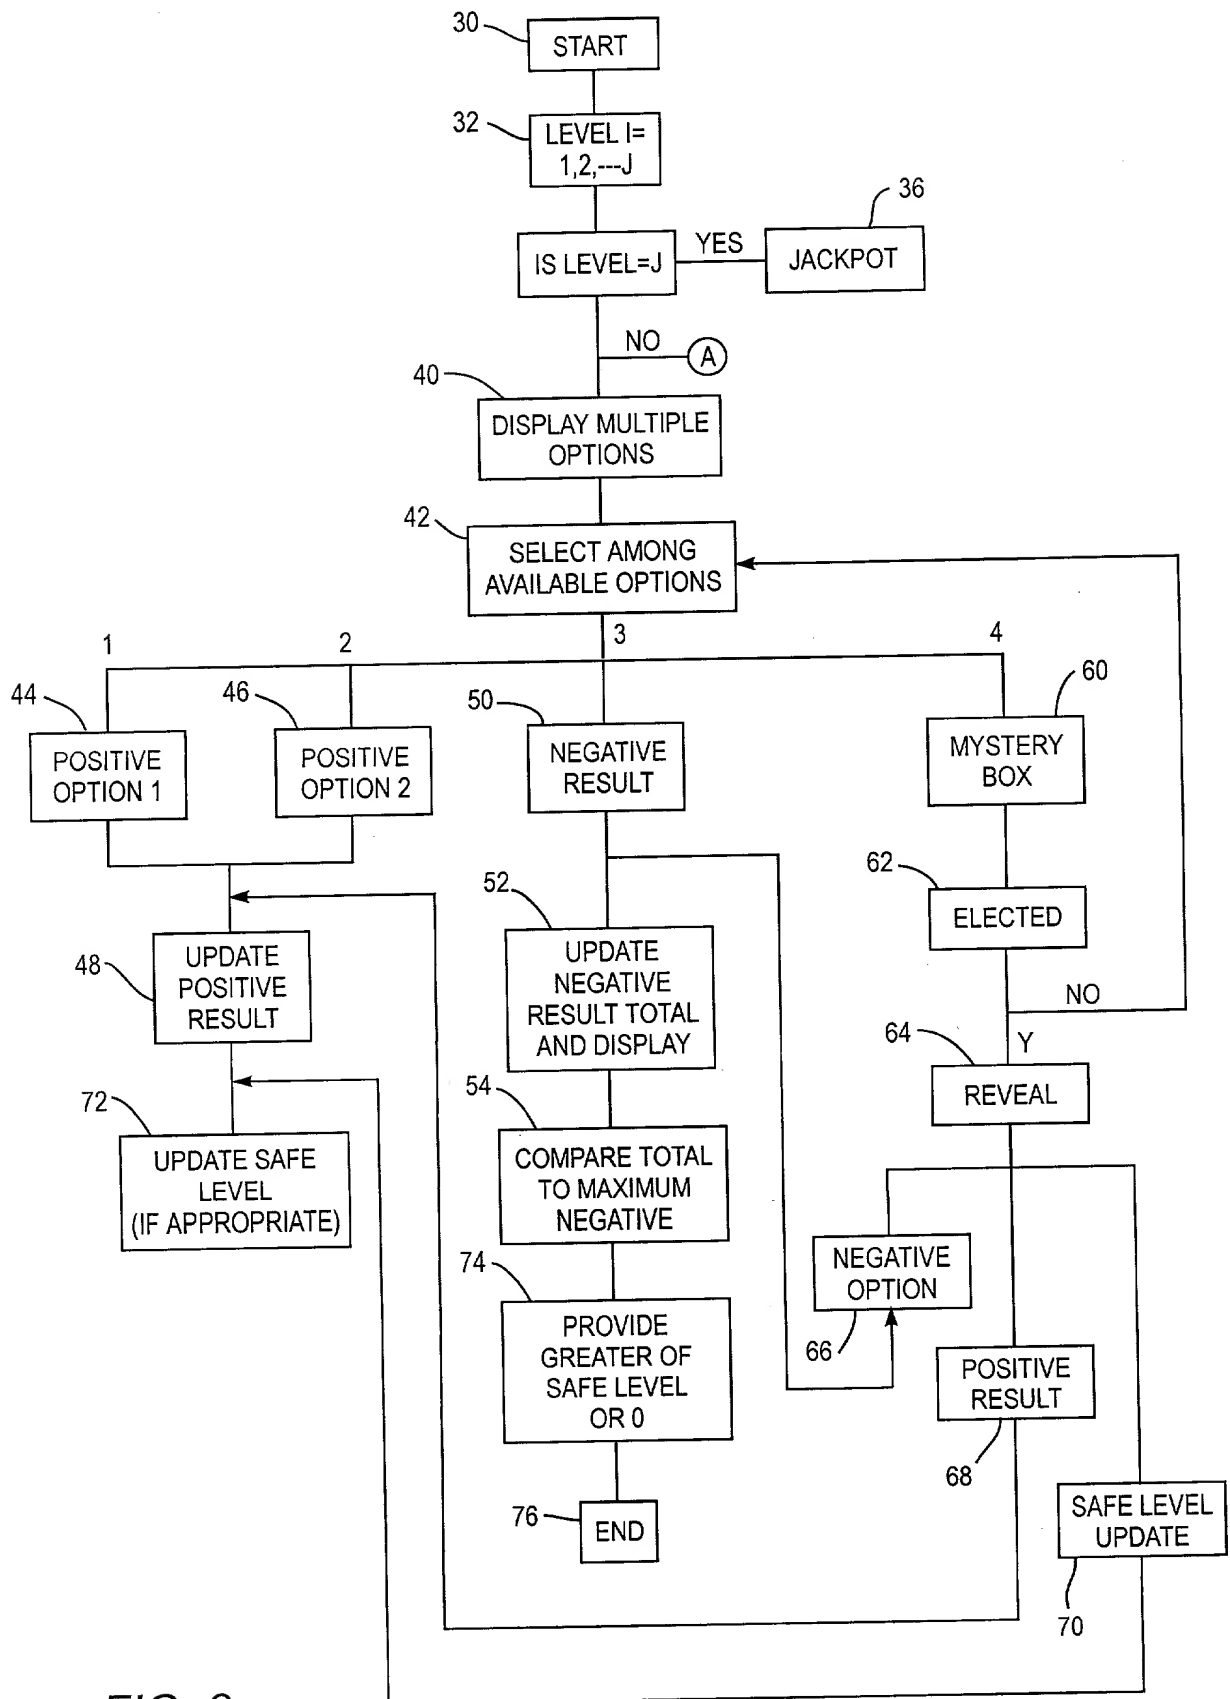 30
START
32
LEVEL I=
1,2,---J
36
IS LEVEL=J
YES
JACKPOT
NO
A
40
DISPLAY MULTIPLE
OPTIONS
42
SELECT AMONG
AVAILABLE OPTIONS
1
2
3
4
44
POSITIVE
OPTION 1
46
POSITIVE
OPTION 2
50
NEGATIVE
RESULT
60
MYSTERY
BOX
62
ELECTED
52
UPDATE
NEGATIVE
RESULT TOTAL
AND DISPLAY
48
UPDATE
POSITIVE
RESULT
NO
Y
64
REVEAL
54
COMPARE TOTAL
TO MAXIMUM
NEGATIVE
72
UPDATE SAFE
LEVEL
(IF APPROPRIATE)
74
PROVIDE
GREATER OF
SAFE LEVEL
OR 0
NEGATIVE
OPTION
66
POSITIVE
RESULT
68
76
END
SAFE LEVEL
UPDATE
70